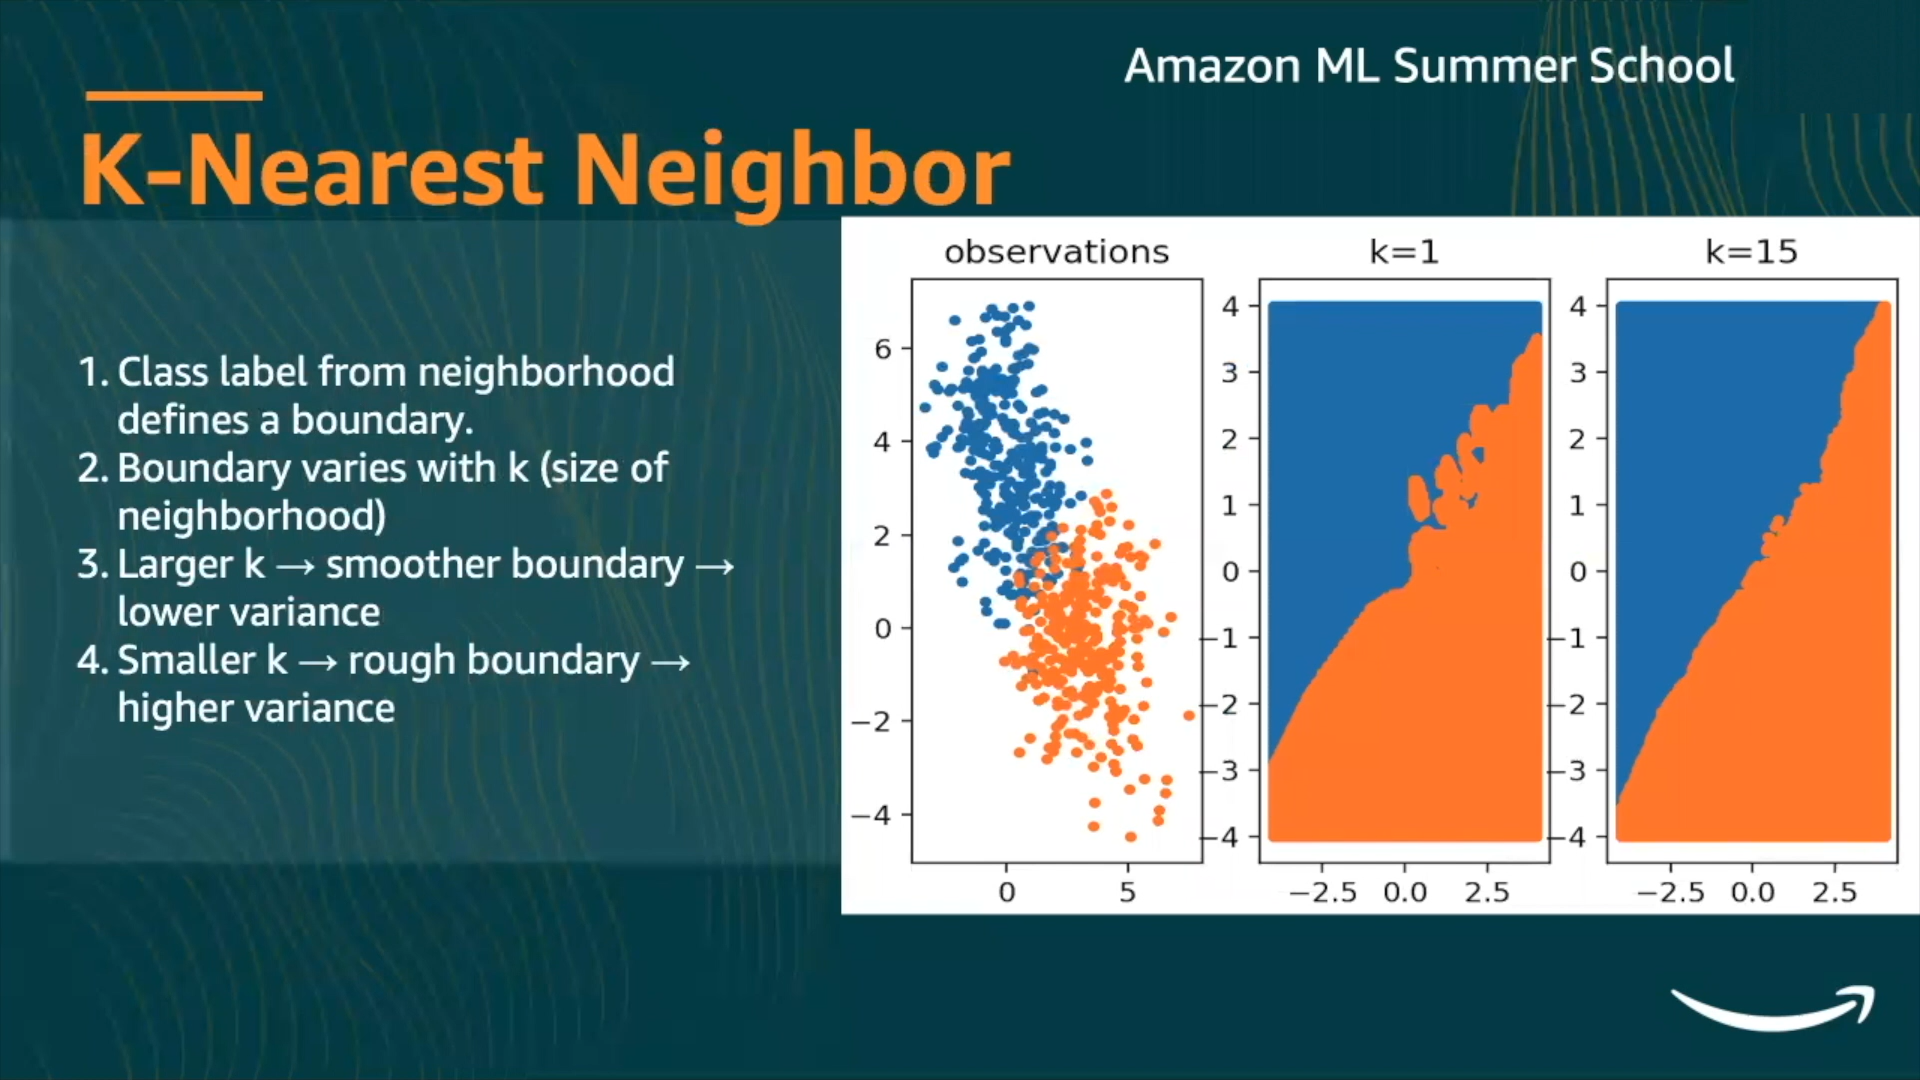 Amazon ML Summer School
K-Nearest Neighbor
1. Class label from neighborhood
defines a boundary.
2. Boundary varies with k (size of
neighborhood)
3. Larger k → smoother boundary →
lower variance
4. Smaller k → rough boundary →
higher variance
observations
6
4
2
0
−2
−4
0 5
k=1
4
3
2
1
0
−1
−2
−3
−4
−2.5 0.0 2.5
k=15
4
3
2
1
0
−1
−2
−3
−4
−2.5 0.0 2.5